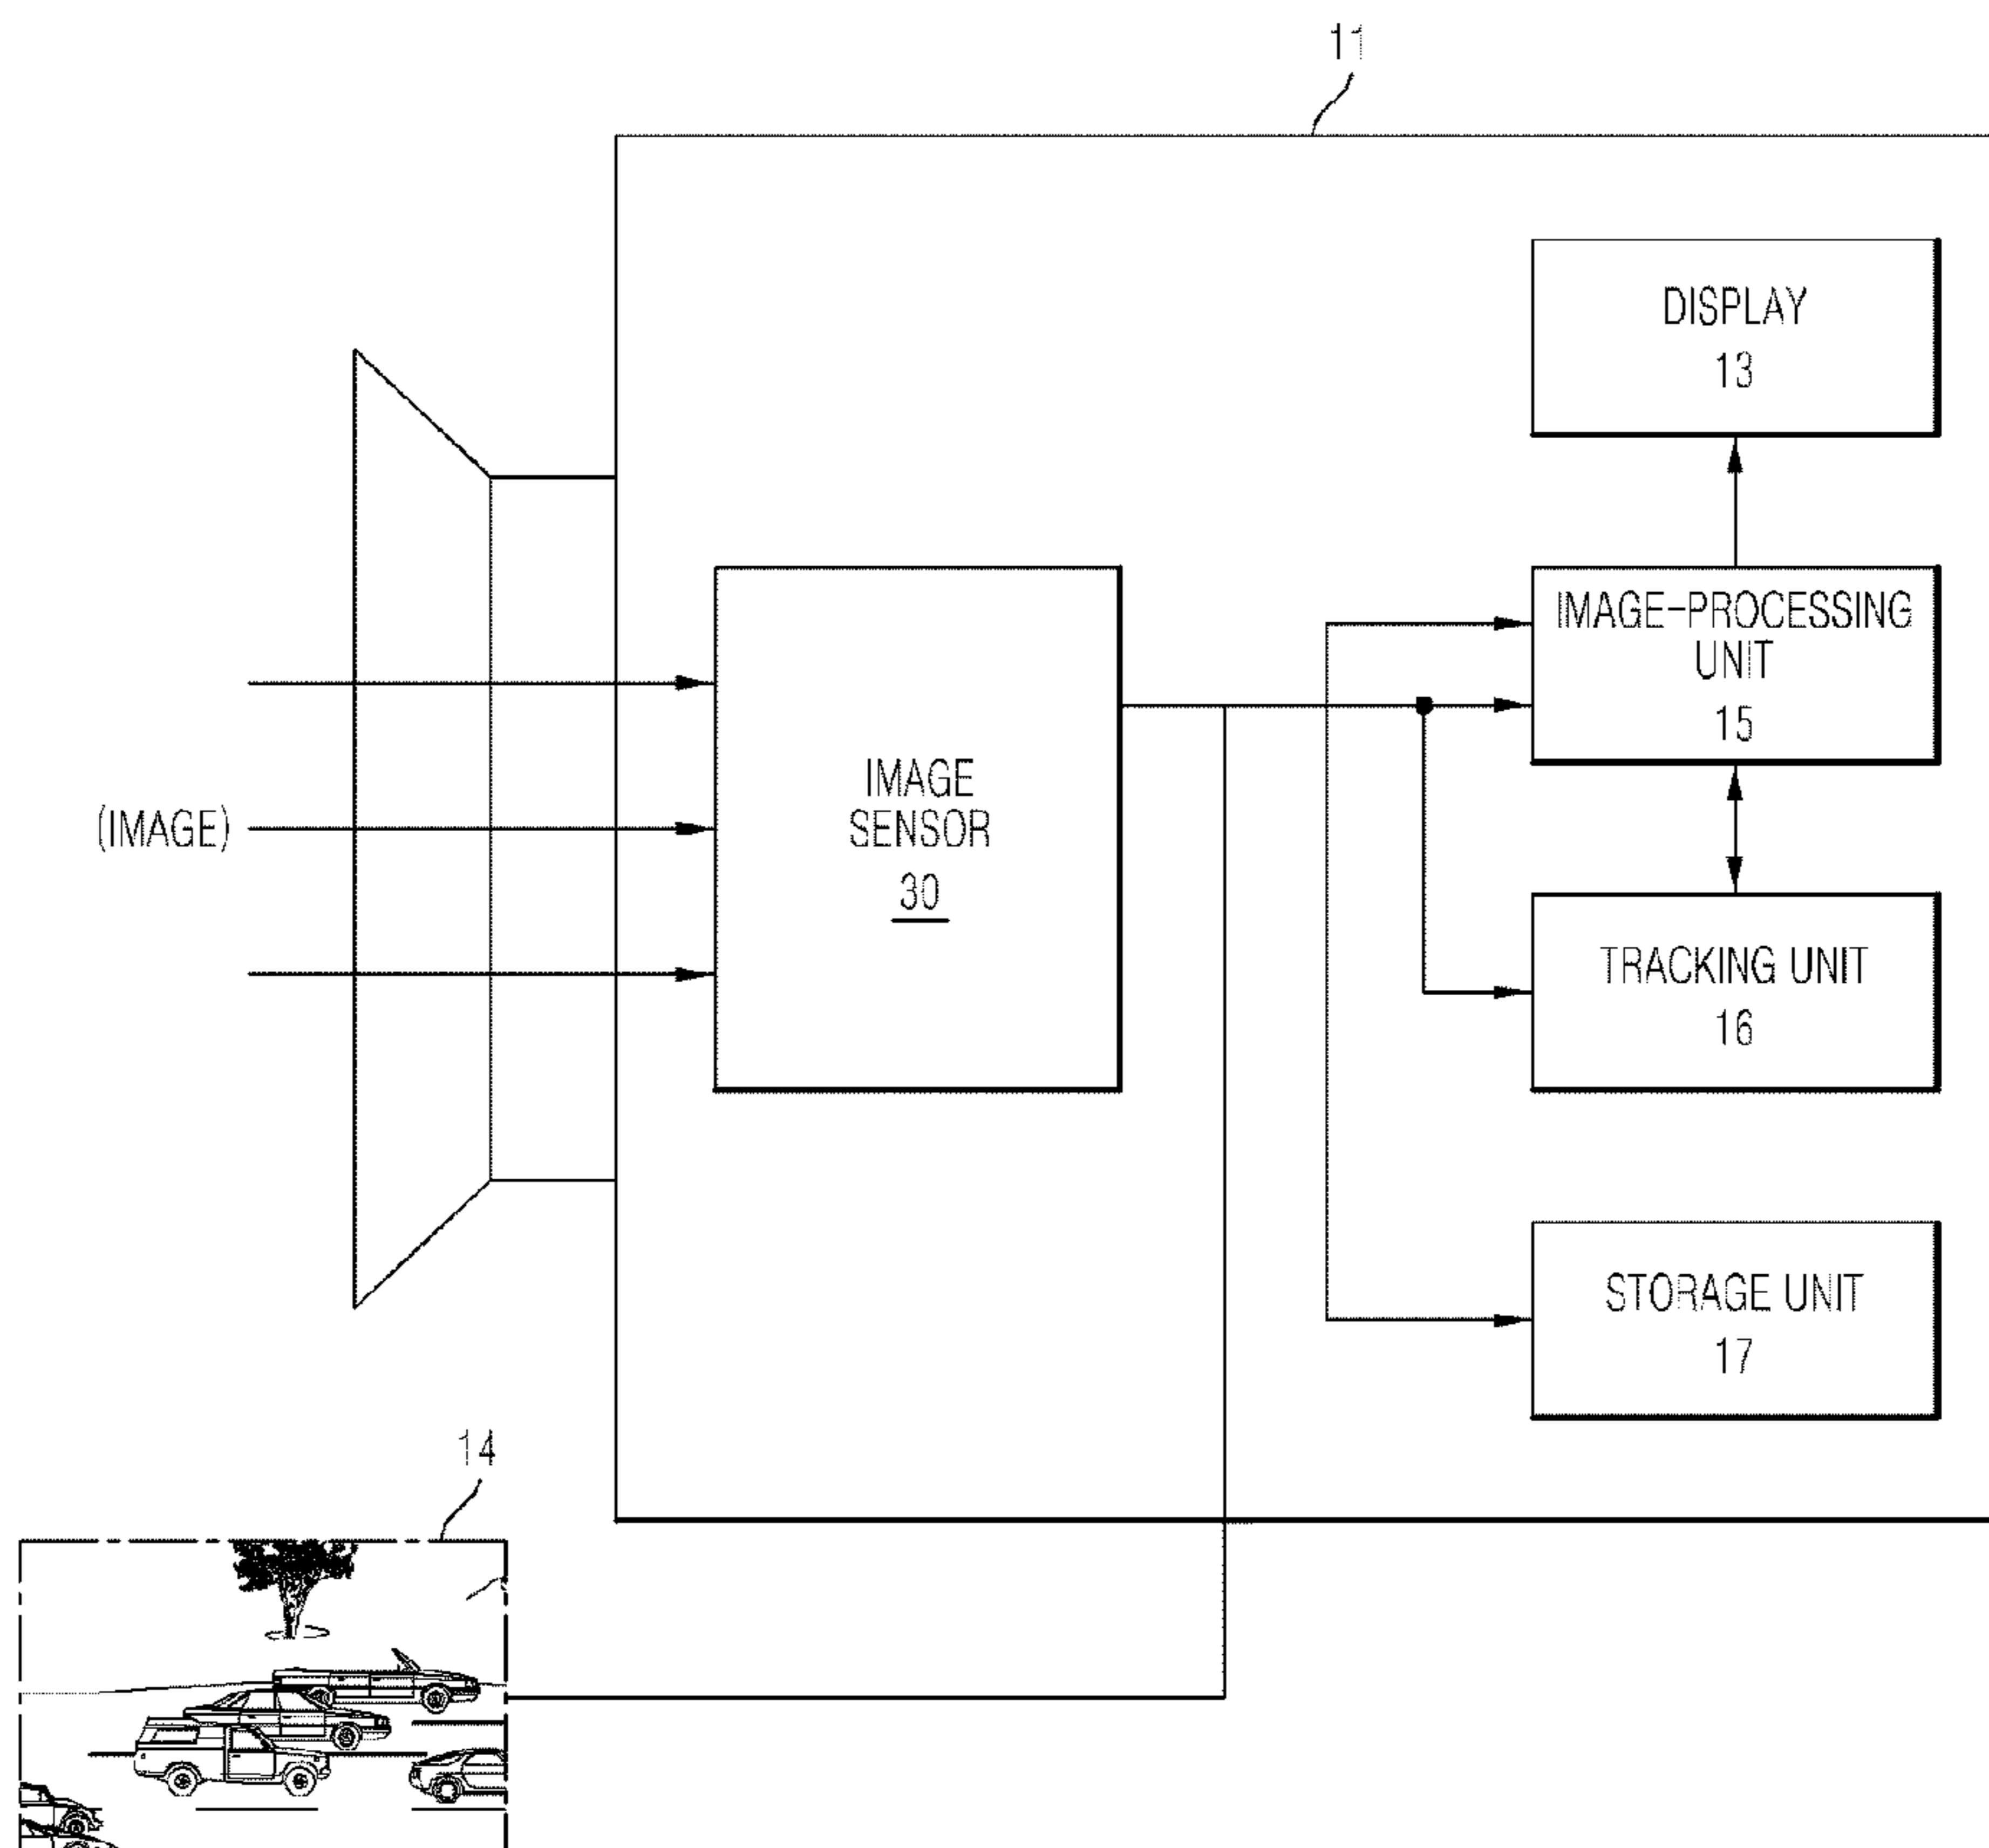 11
DISPLAY
13
IMAGE-PROCESSING
UNIT
15
(IMAGE)
IMAGE
SENSOR
30
TRACKING UNIT
16
STORAGE UNIT
17
14